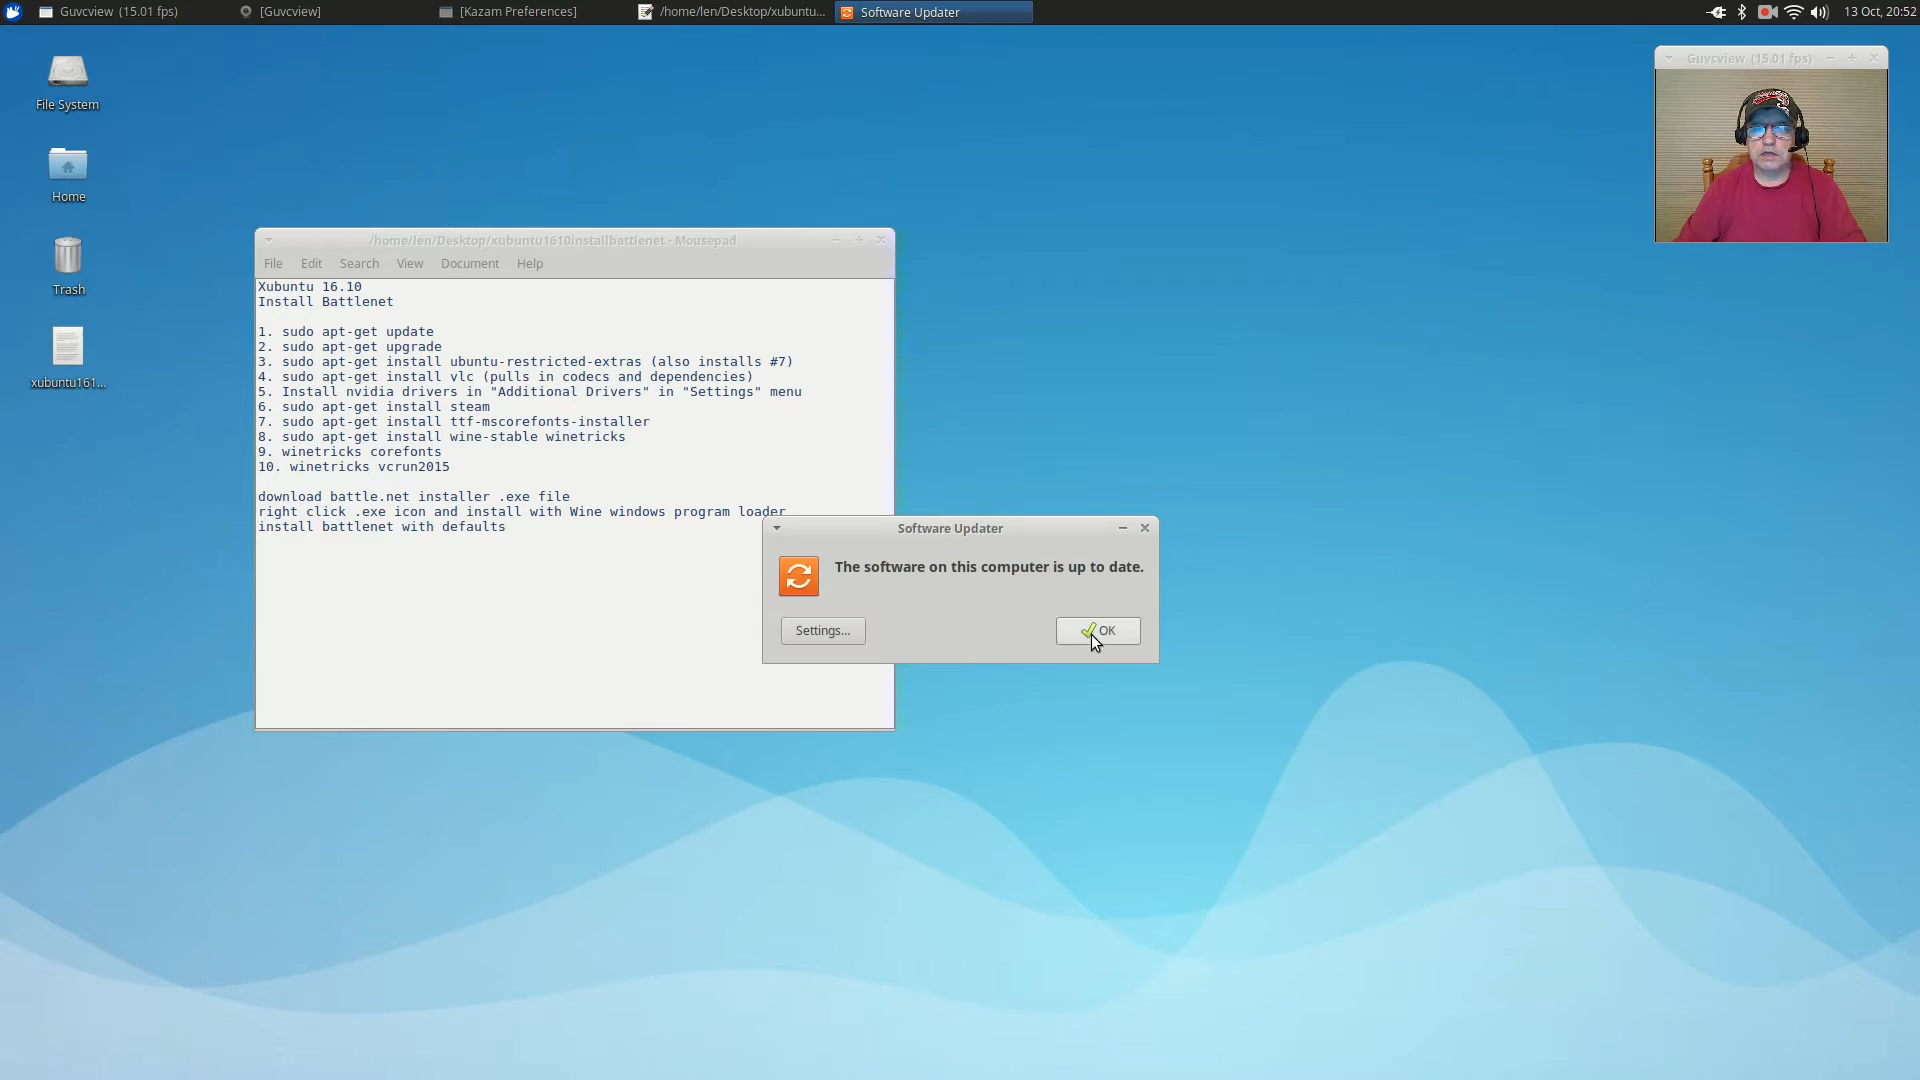 Guvcview (15.01 fps)
[Guvcview]
[Kazam Preferences]
/home/len/Desktop/xubuntu...
Software Updater
13 Oct, 20:52
File System
Home
Trash
xubuntu161...
Guvcview (15.01 fps)
/home/len/Desktop/xubuntu1610installbattlenet - Mousepad
File Edit Search View Document Help
Xubuntu 16.10
Install Battlenet
1. sudo apt-get update
2. sudo apt-get upgrade
3. sudo apt-get install ubuntu-restricted-extras (also installs #7)
4. sudo apt-get install vlc (pulls in codecs and dependencies)
5. Install nvidia drivers in "Additional Drivers" in "Settings" menu
6. sudo apt-get install steam
7. sudo apt-get install ttf-mscorefonts-installer
8. sudo apt-get install wine-stable winetricks
9. winetricks corefonts
10. winetricks vcrun2015
download battle.net installer .exe file
right click .exe icon and install with Wine windows program loader
install battlenet with defaults
Software Updater
The software on this computer is up to date.
Settings...
OK